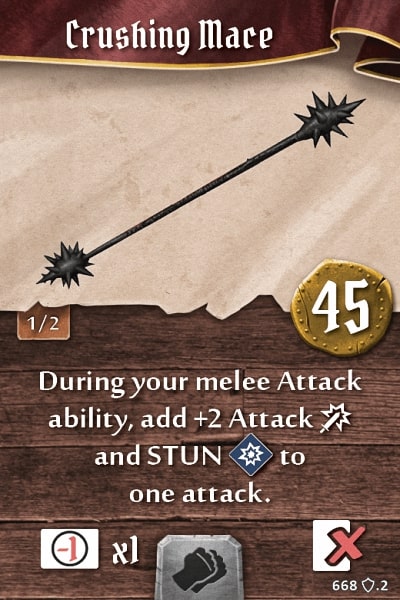 Crushing Mace
1/2
45
During your melee Attack
ability, add +2 Attack
and STUN to
one attack.
-1 x1
668 .2